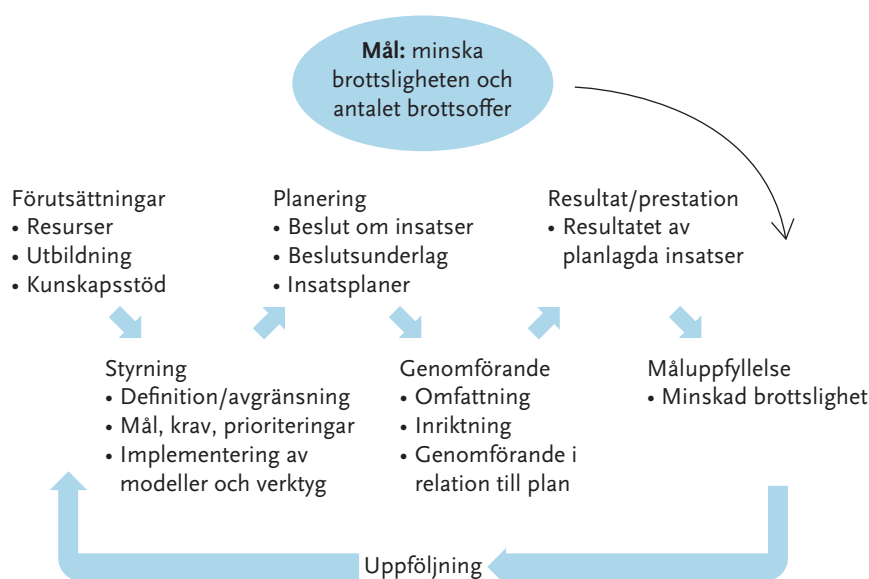 Mål: minska
brottsligheten och
antalet brottsoffer
Förutsättningar
• Resurser
• Utbildning
• Kunskapsstöd
Planering
• Beslut om insatser
• Beslutsunderlag
• Insatsplaner
Resultat/prestation
• Resultatet av
planlagda insatser
Styrning
• Definition/avgränsning
• Mål, krav, prioriteringar
• Implementering av
modeller och verktyg
Genomförande
• Omfattning
• Inriktning
• Genomförande i
relation till plan
Måluppfyllelse
• Minskad brottslighet
Uppföljning